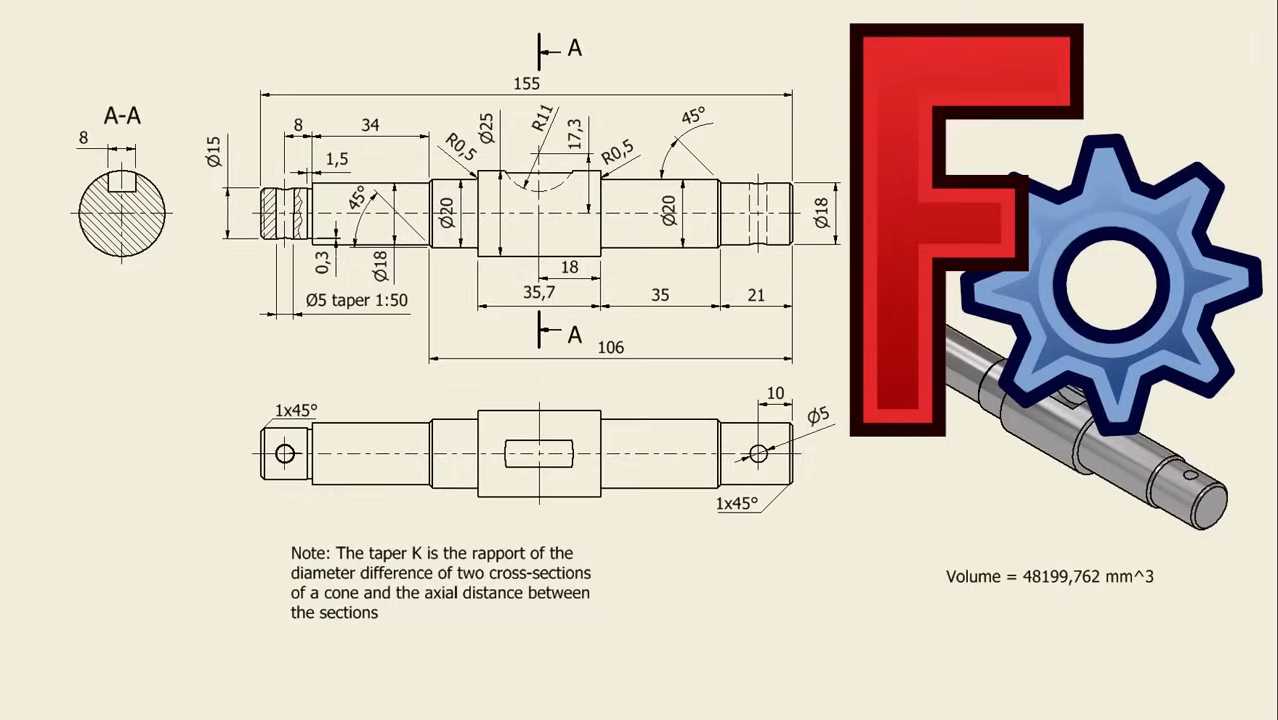 A
155
A-A
8
Ø15
8
34
1,5
R0,5
Ø25
R11
17,3
R0,5
45°
45°
Ø20
Ø20
Ø18
0,3
Ø18
18
Ø5 taper 1:50
35,7
35
21
A
106
1x45°
10
Ø5
1x45°
Note: The taper K is the rapport of the
diameter difference of two cross-sections
of a cone and the axial distance between
the sections
Volume = 48199,762 mm^3